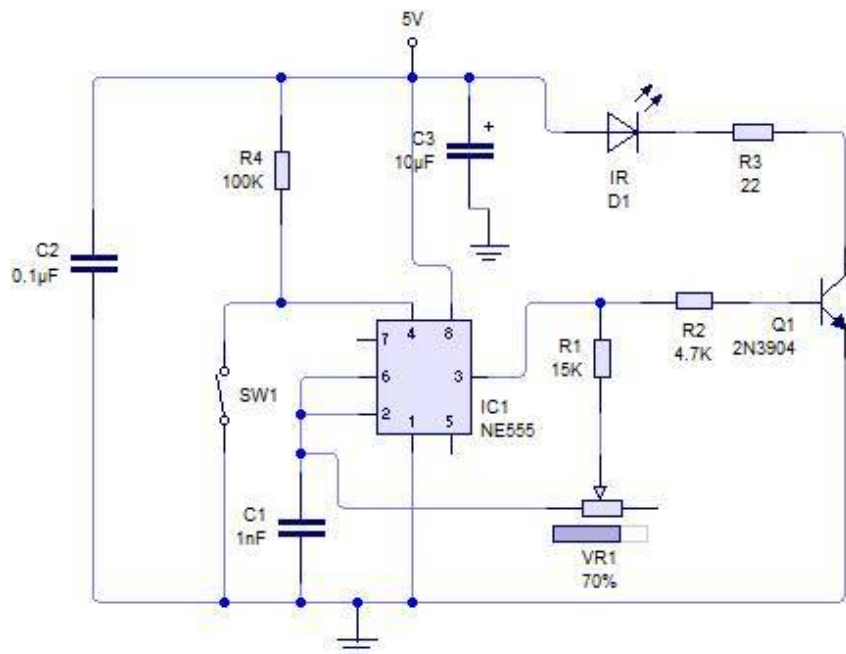 5V
R4
100K
C3
+
10µF
IR
D1
R3
22
C2
0.1µF
SW1
7
4
8
6
3
2
1
5
IC1
NE555
R1
15K
R2
4.7K
Q1
2N3904
C1
1nF
VR1
70%